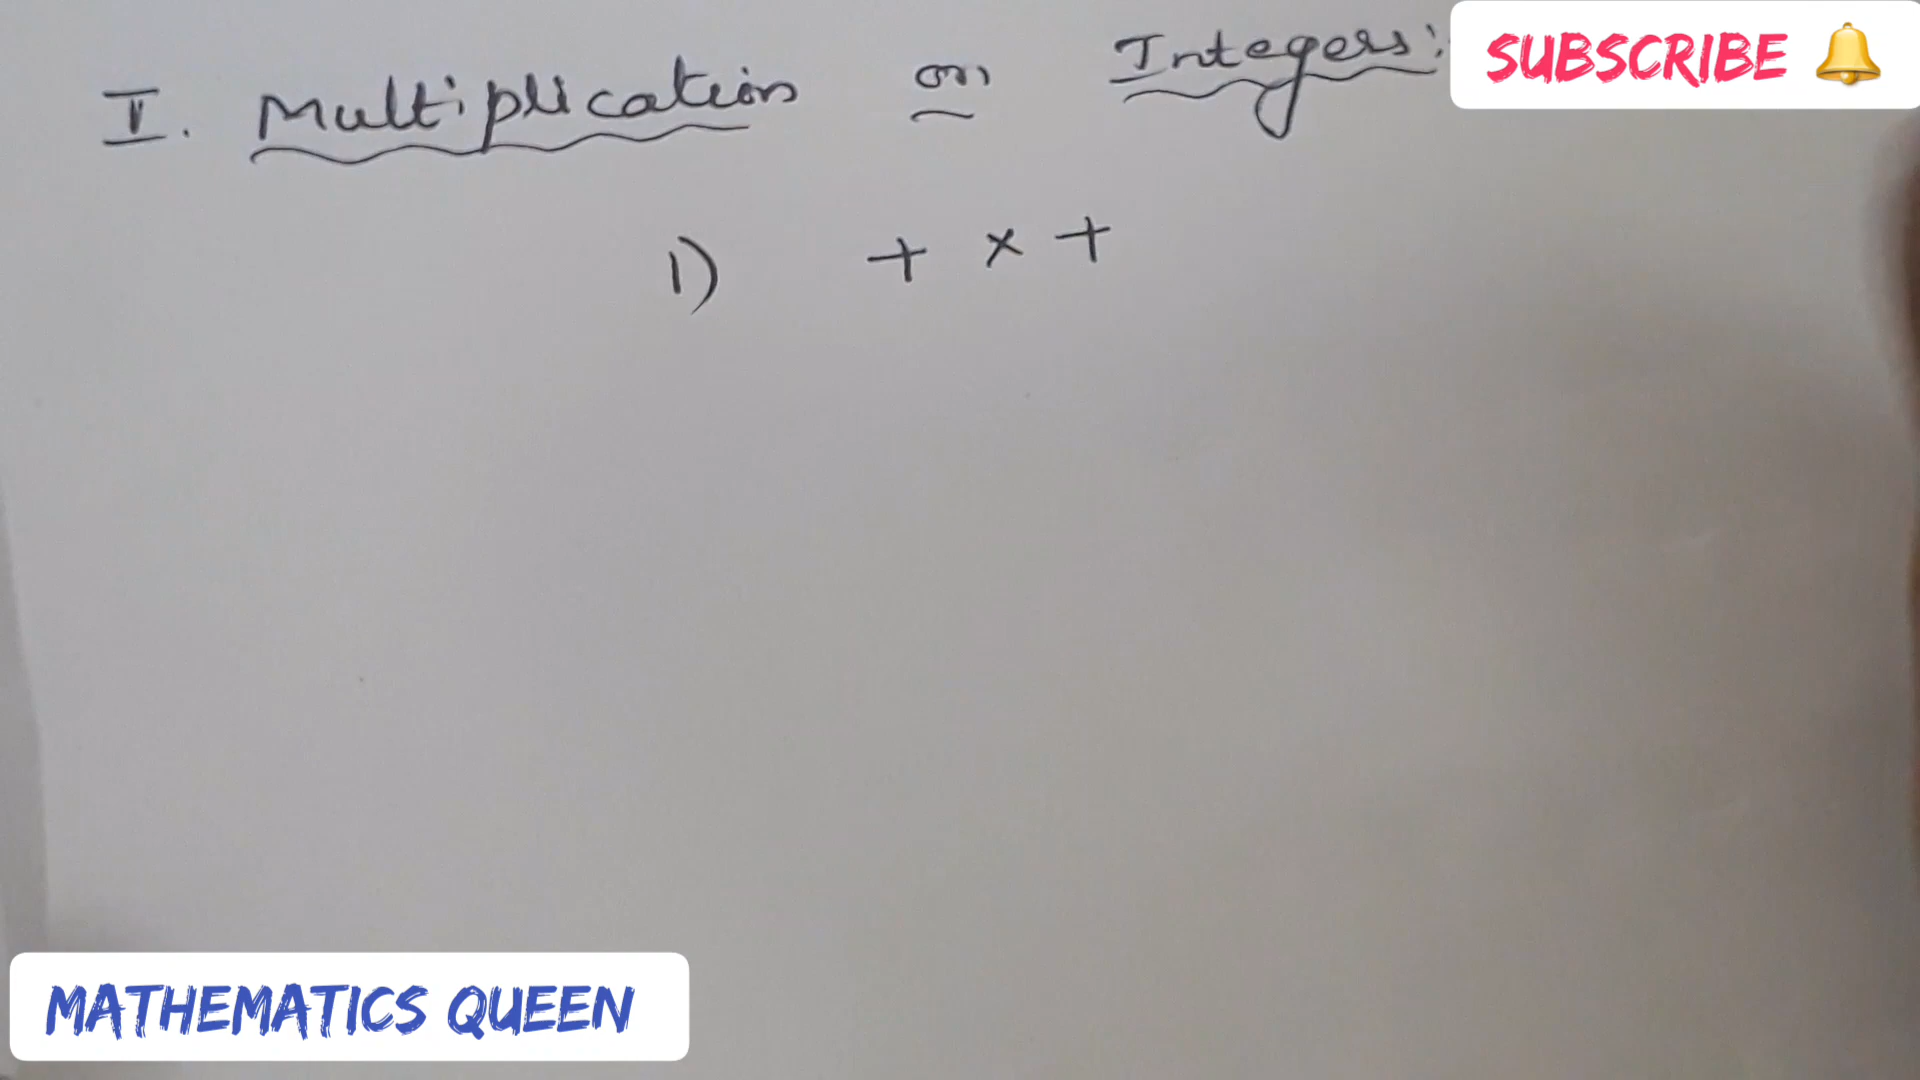 I. Multiplication on Integers:
SUBSCRIBE
1) + × +
MATHEMATICS QUEEN